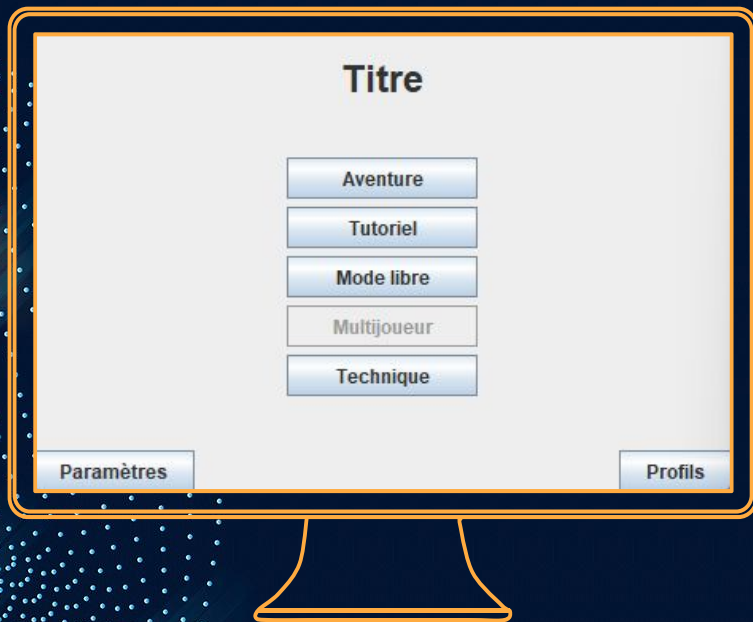 Titre
Aventure
Tutoriel
Mode libre
Multijoueur
Technique
Paramètres
Profils